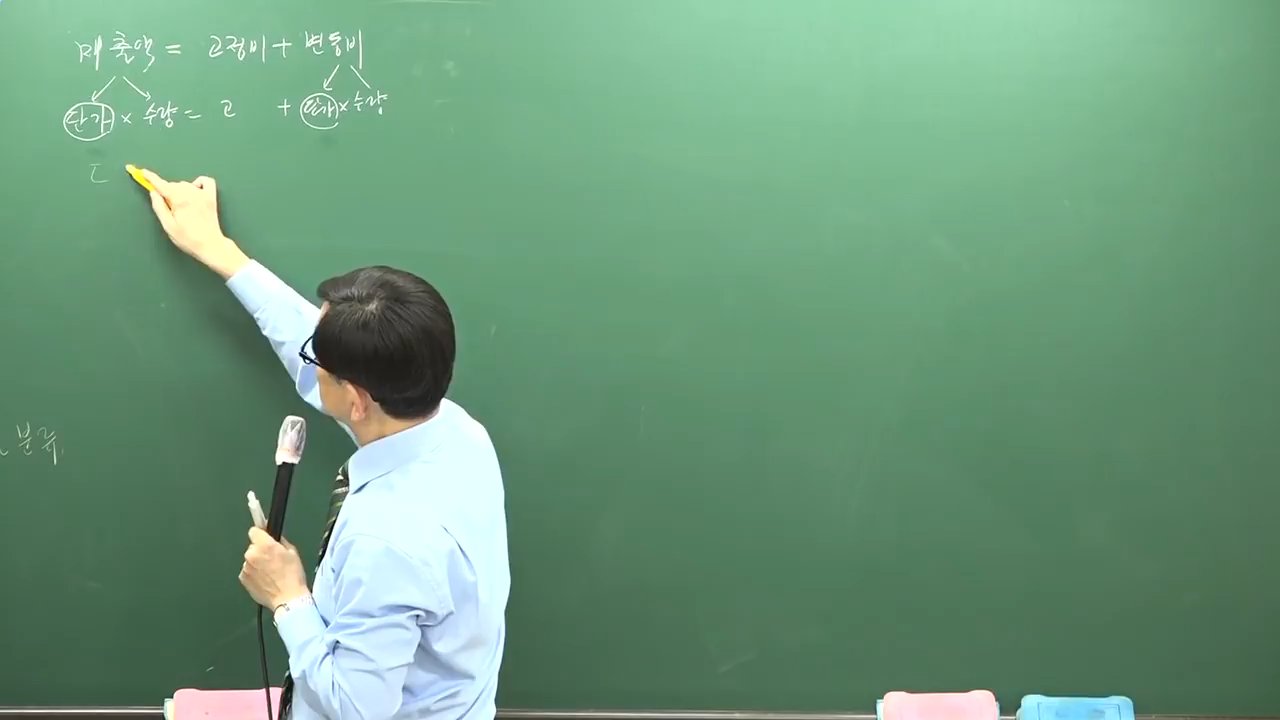 매출액 = 고정비 + 변동비
단가 × 수량 = 고 + 단가 × 수량
ㄷ
분류